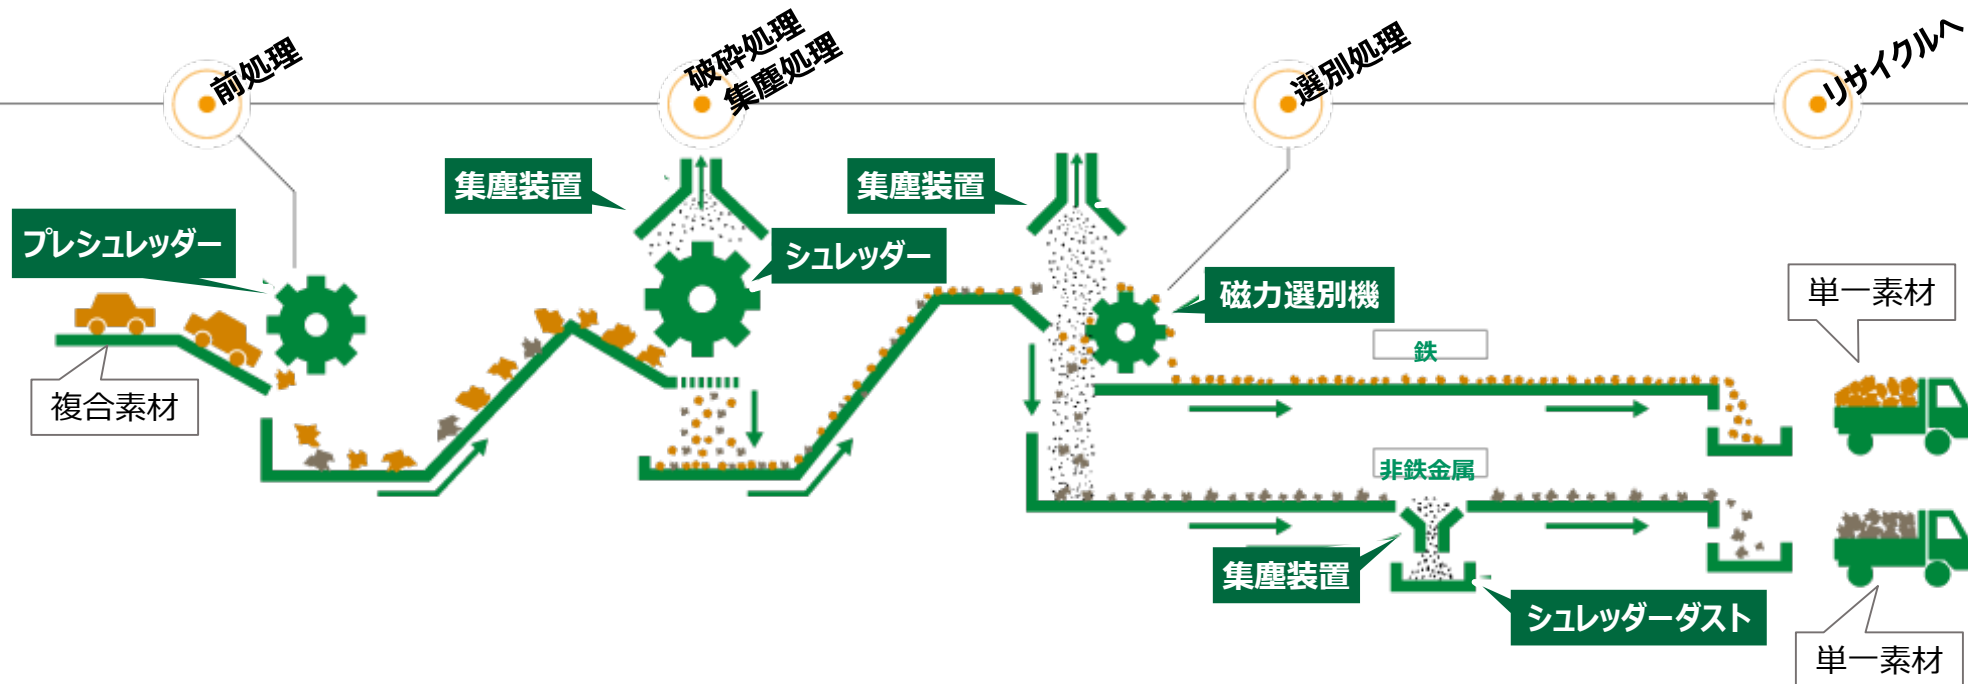 前処理
破砕処理
集塵処理
選別処理
リサイクルへ
集塵装置
集塵装置
プレシュレッダー
シュレッダー
磁力選別機
単一素材
鉄
複合素材
非鉄金属
集塵装置
シュレッダーダスト
単一素材